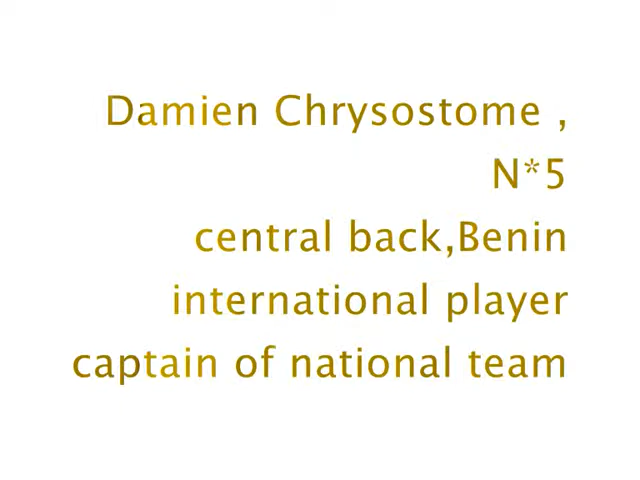 Damien Chrysostome ,
N*5
central back,Benin
international player
captain of national team